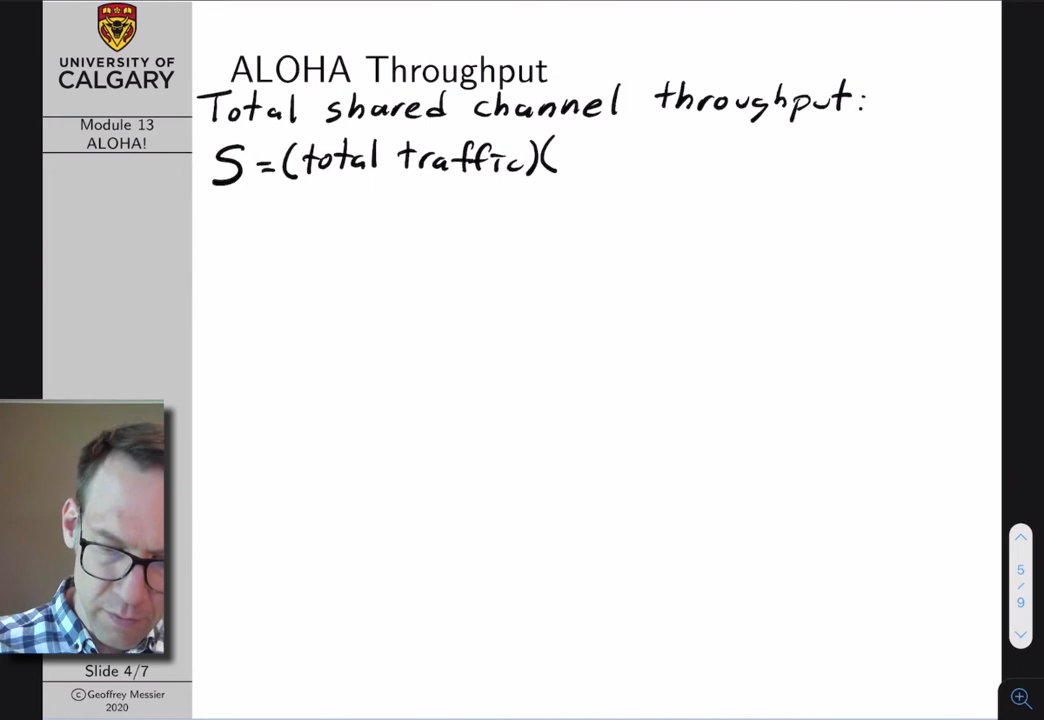 UNIVERSITY OF
CALGARY
Module 13
ALOHA!
ALOHA Throughput
Total shared channel throughput:
S = (total traffic)(
5
/
9
Slide 4/7
© Geoffrey Messier
2020